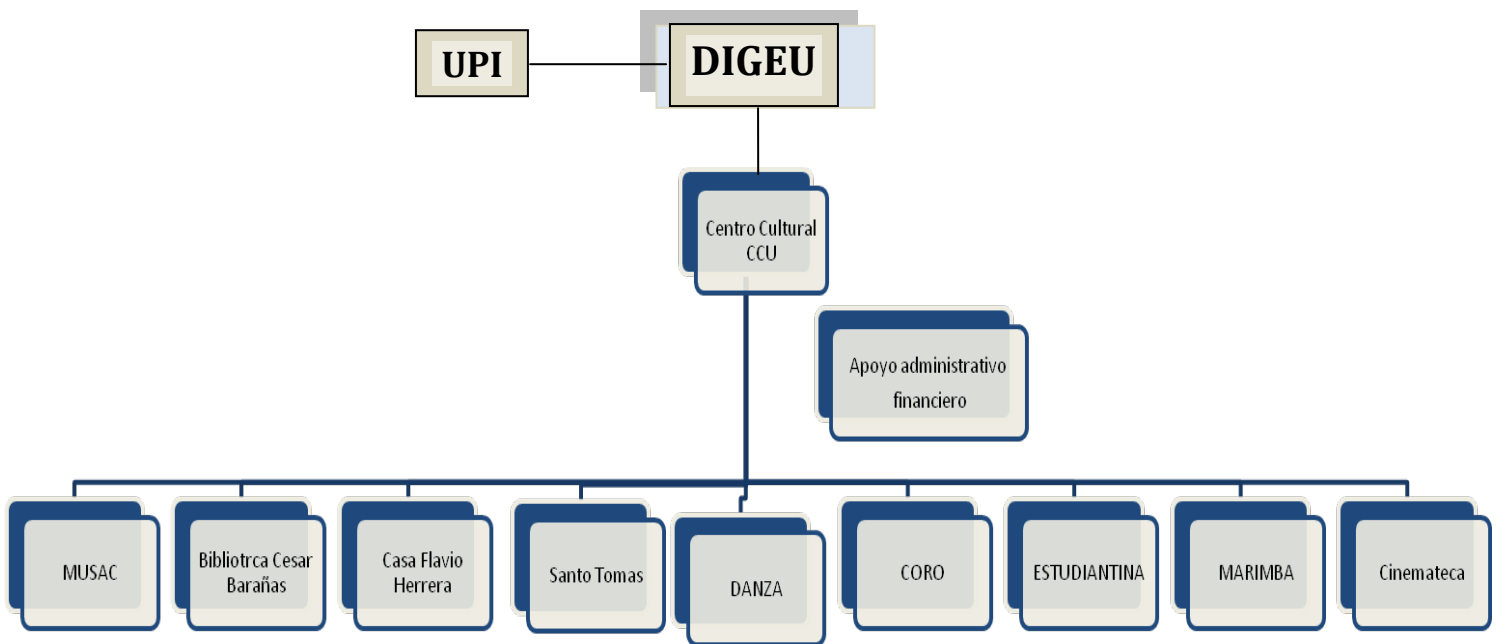 UPI
DIGEU
Centro Cultural
CCU
Apoyo administrativo
financiero
MUSAC
Bibliotrca Cesar
Barañas
Casa Flavio
Herrera
Santo Tomas
DANZA
CORO
ESTUDIANTINA
MARIMBA
Cinemateca